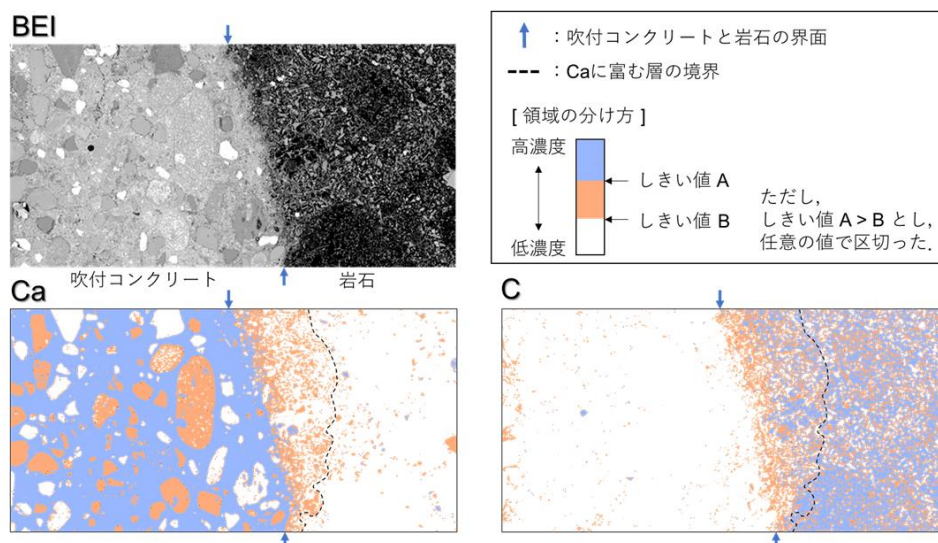 BEI
吹付コンクリート
岩石
：吹付コンクリートと岩石の界面
：Caに富む層の境界
[ 領域の分け方 ]
高濃度
しきい値 A
しきい値 B
低濃度
ただし，
しきい値 A > B とし，
任意の値で区切った．
Ca
C